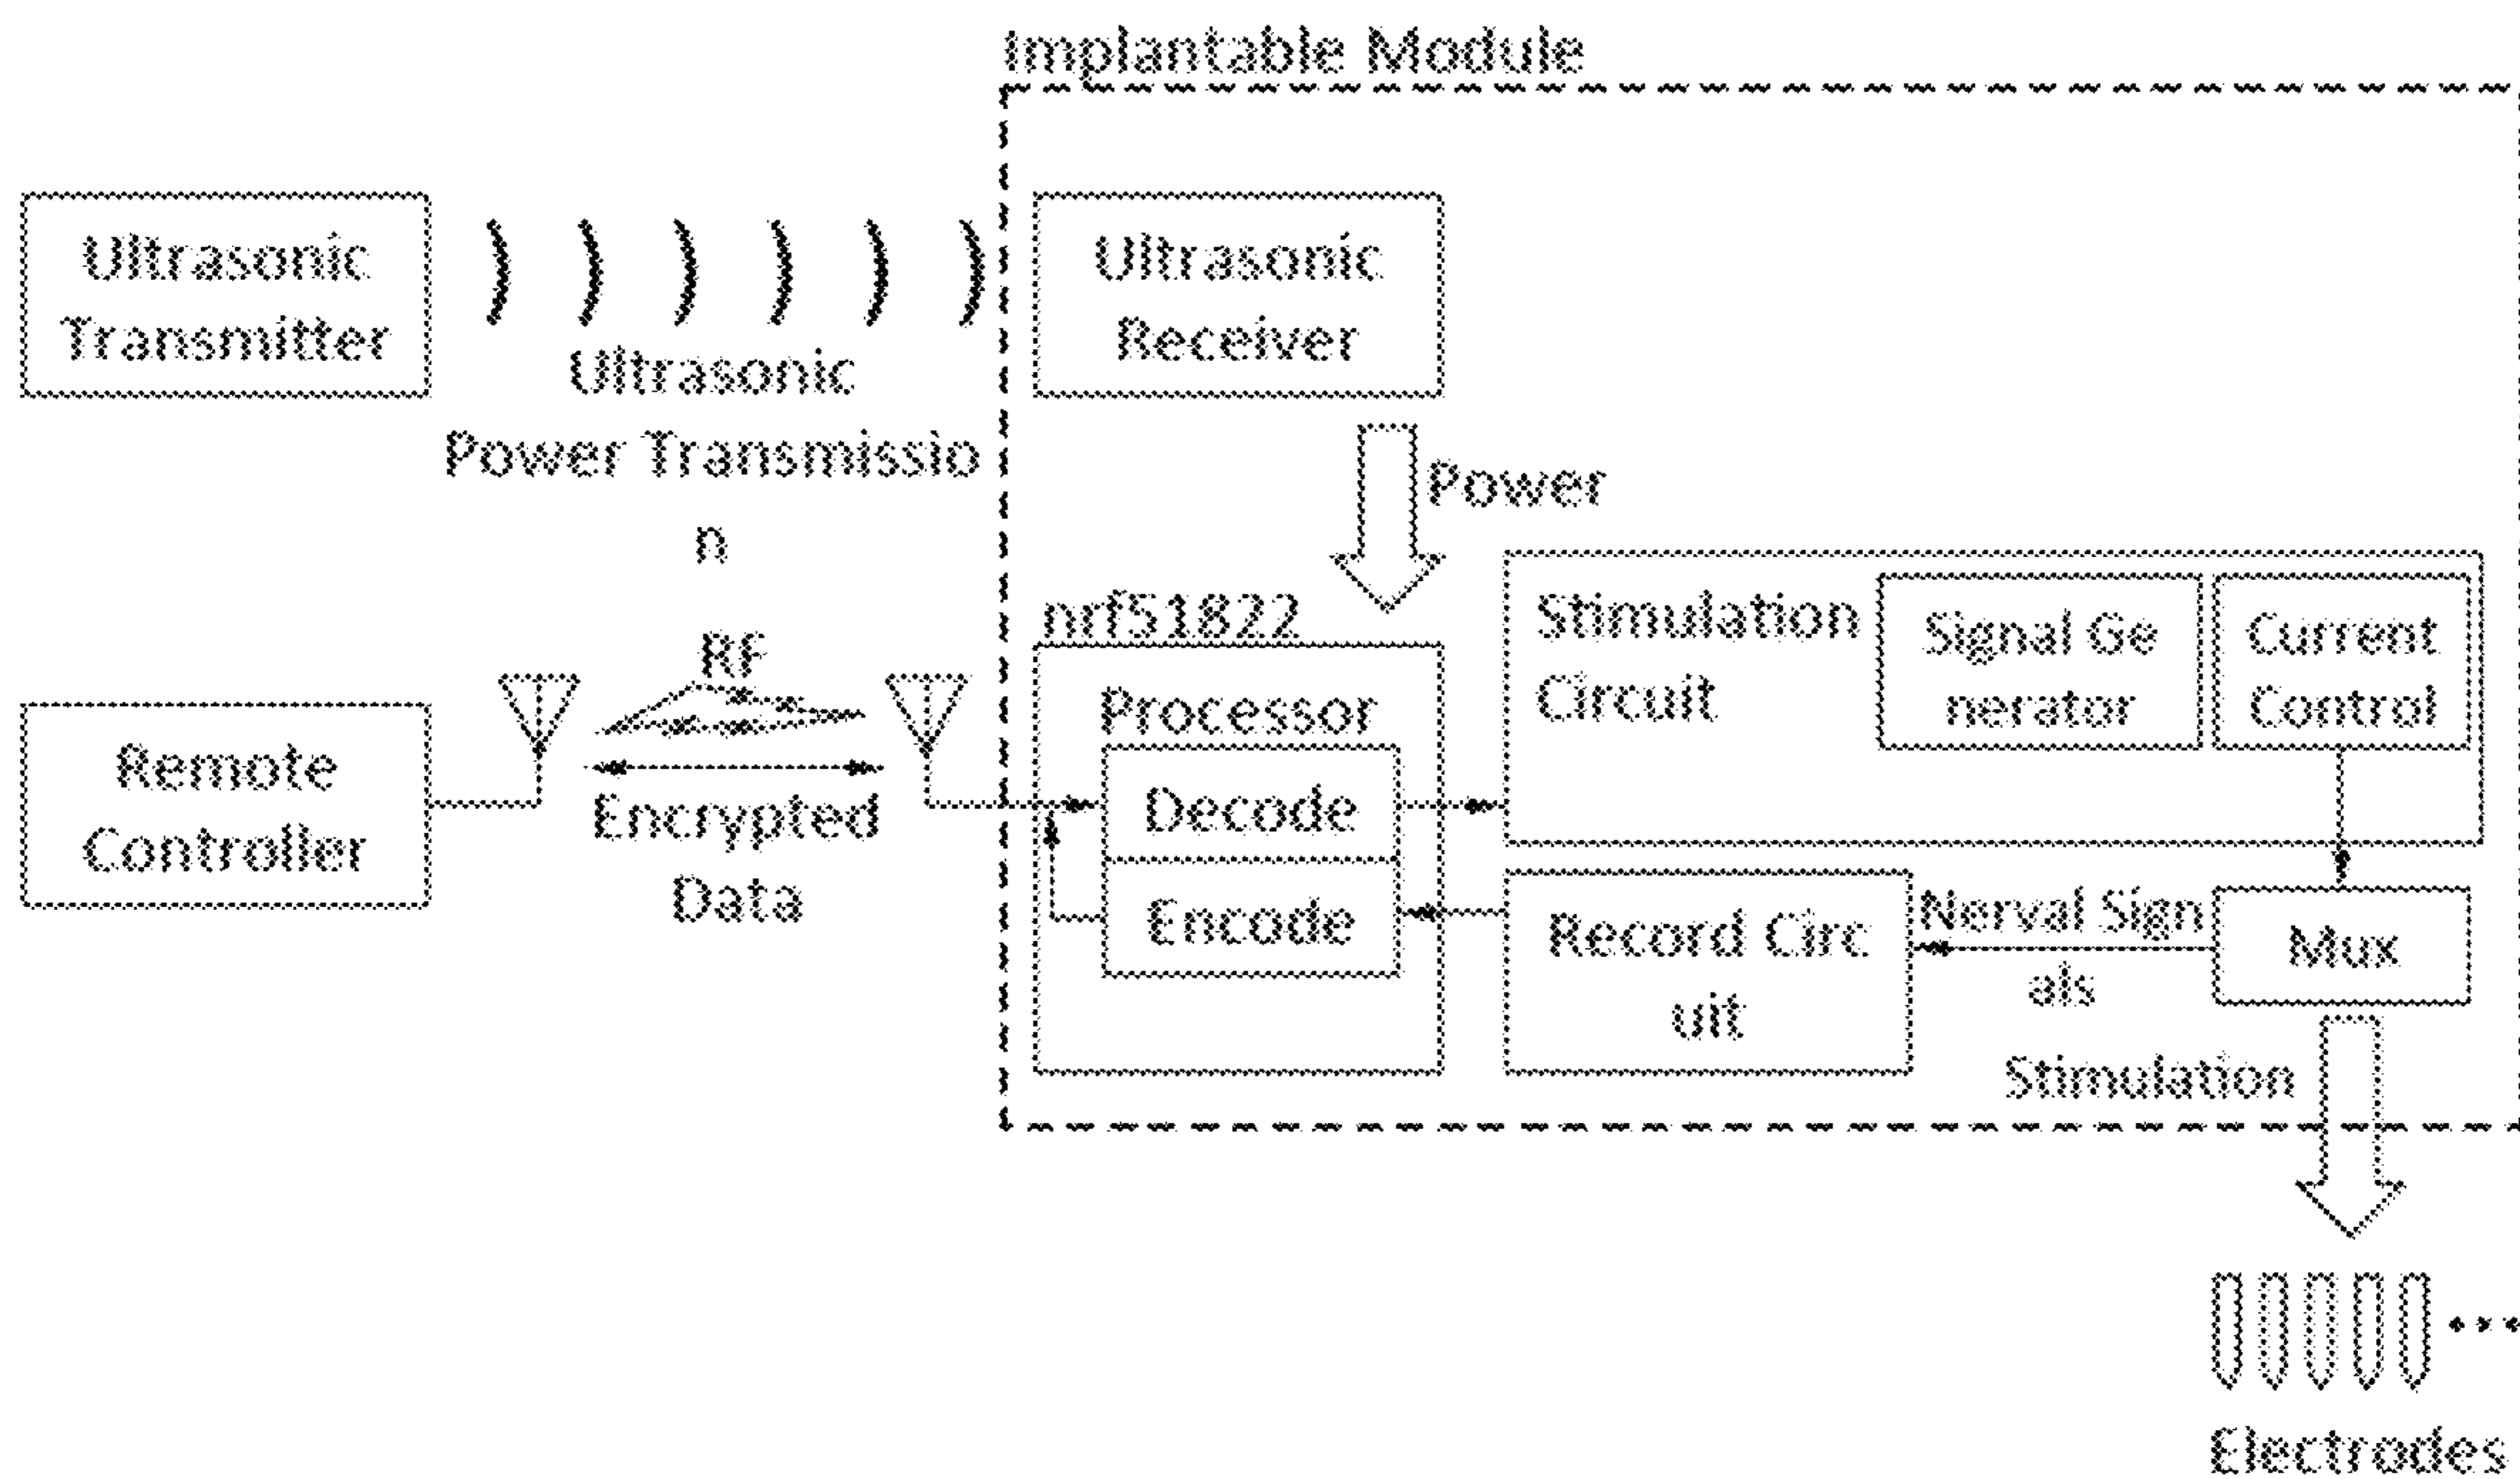 Implantable Module
Ultrasonic
Transmitter
Ultrasonic
Power Transmissio
n
Ultrasonic
Receiver
Power
RF
Encrypted
Data
Remote
Controller
nrf51822
Processor
Decode
Encode
Stimulation
Circuit
Signal Ge
nerator
Current
Control
Record Circ
uit
Nerval Sign
als
Mux
Stimulation
Electrodes